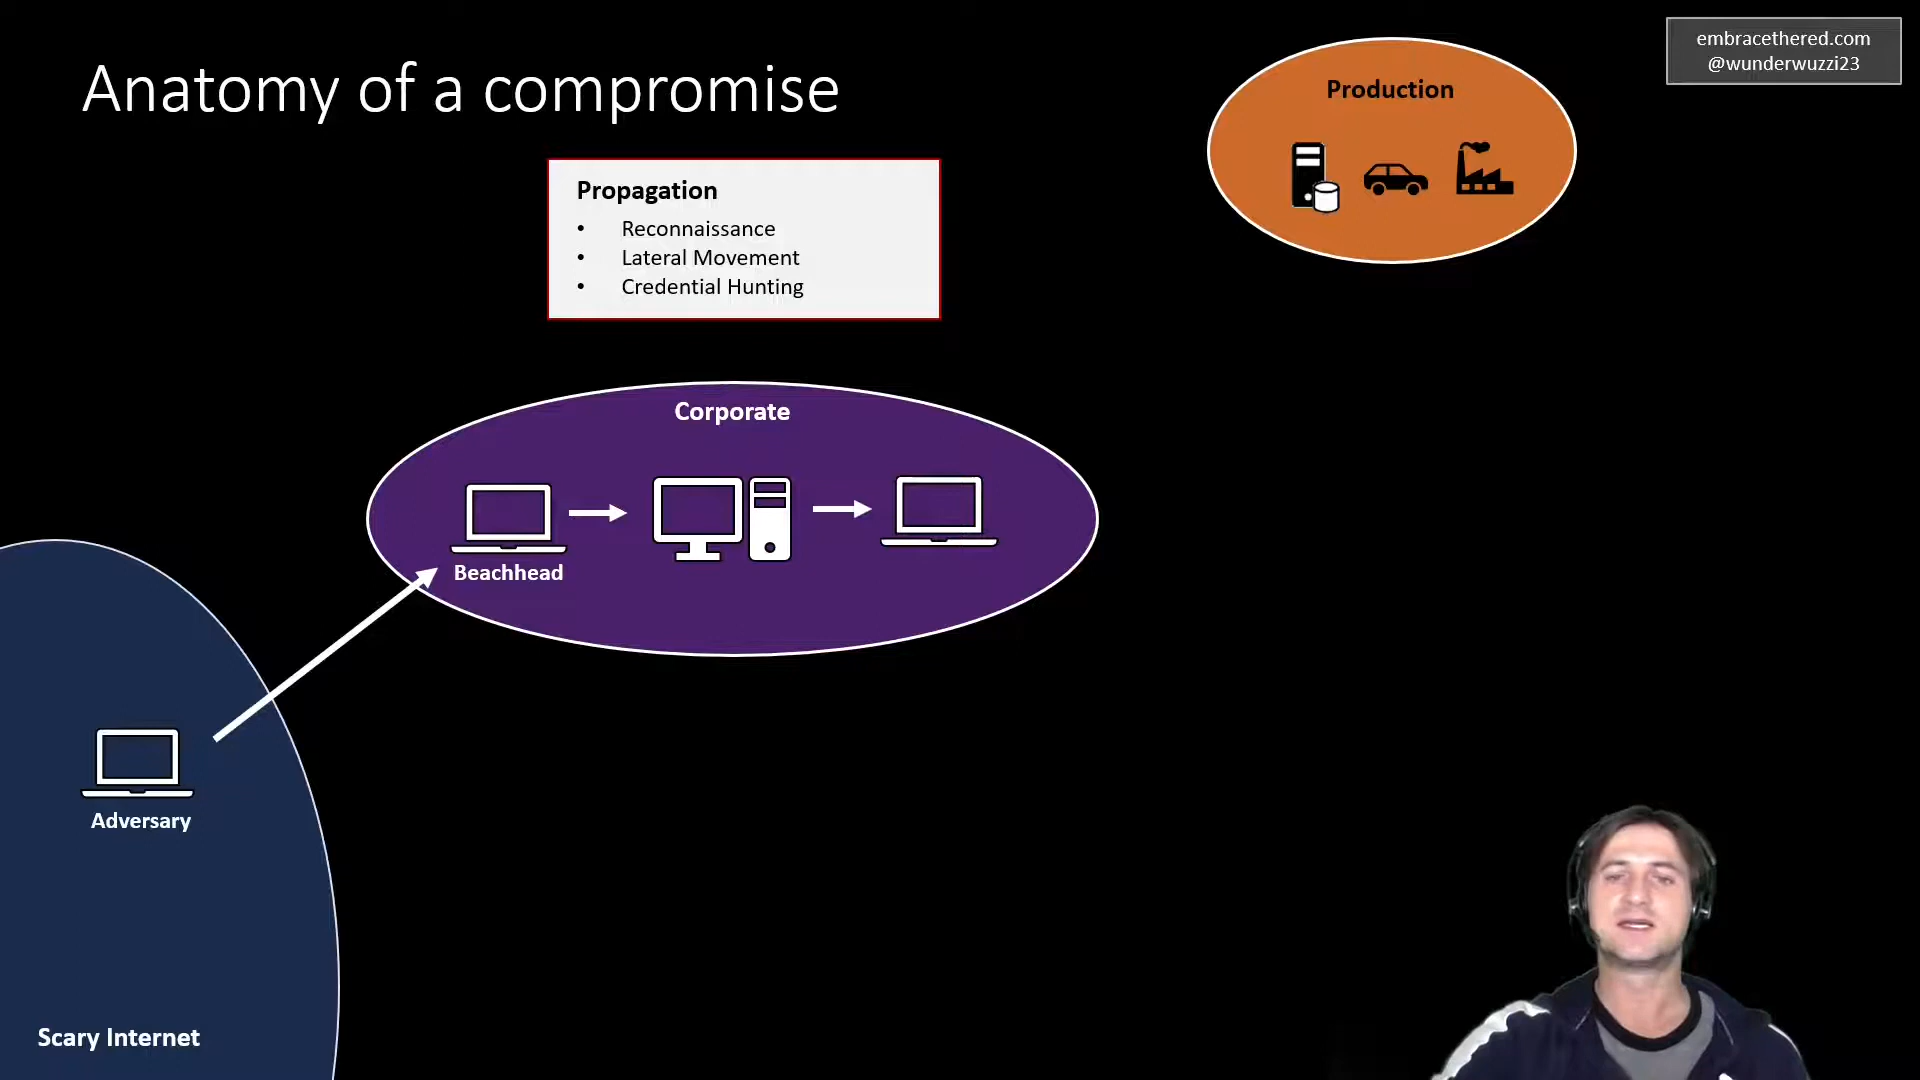 Anatomy of a compromise
embracethered.com
@wunderwuzzi23
Production
Propagation
• Reconnaissance
• Lateral Movement
• Credential Hunting
Corporate
Beachhead
Adversary
Scary Internet